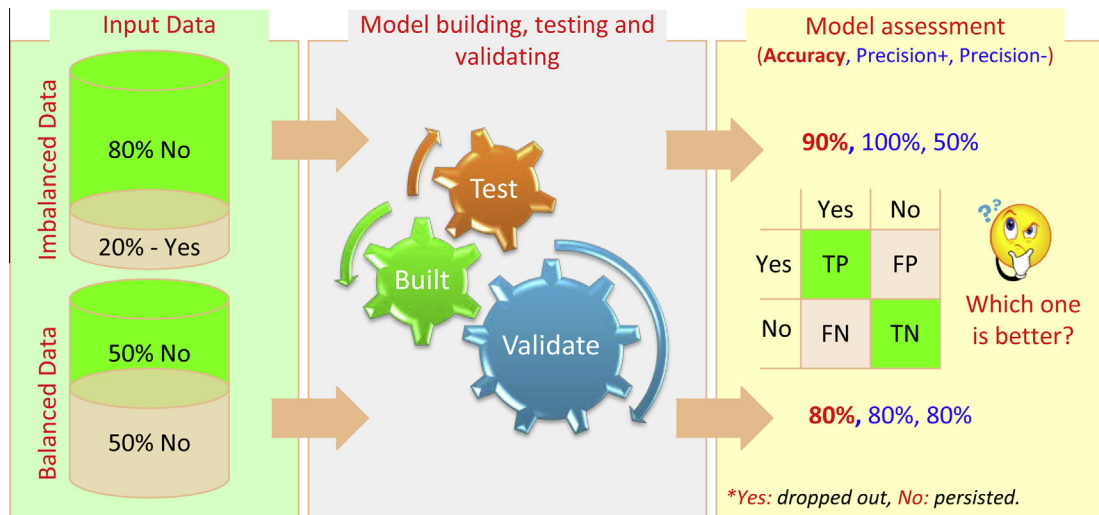 Input Data
Imbalanced Data
80% No
20% - Yes
Balanced Data
50% No
50% No
Model building, testing and
validating
Test
Built
Validate
Model assessment
(Accuracy, Precision+, Precision-)
90%, 100%, 50%
Yes No
Yes TP FP
No FN TN
??
Which one
is better?
80%, 80%, 80%
*Yes: dropped out, No: persisted.